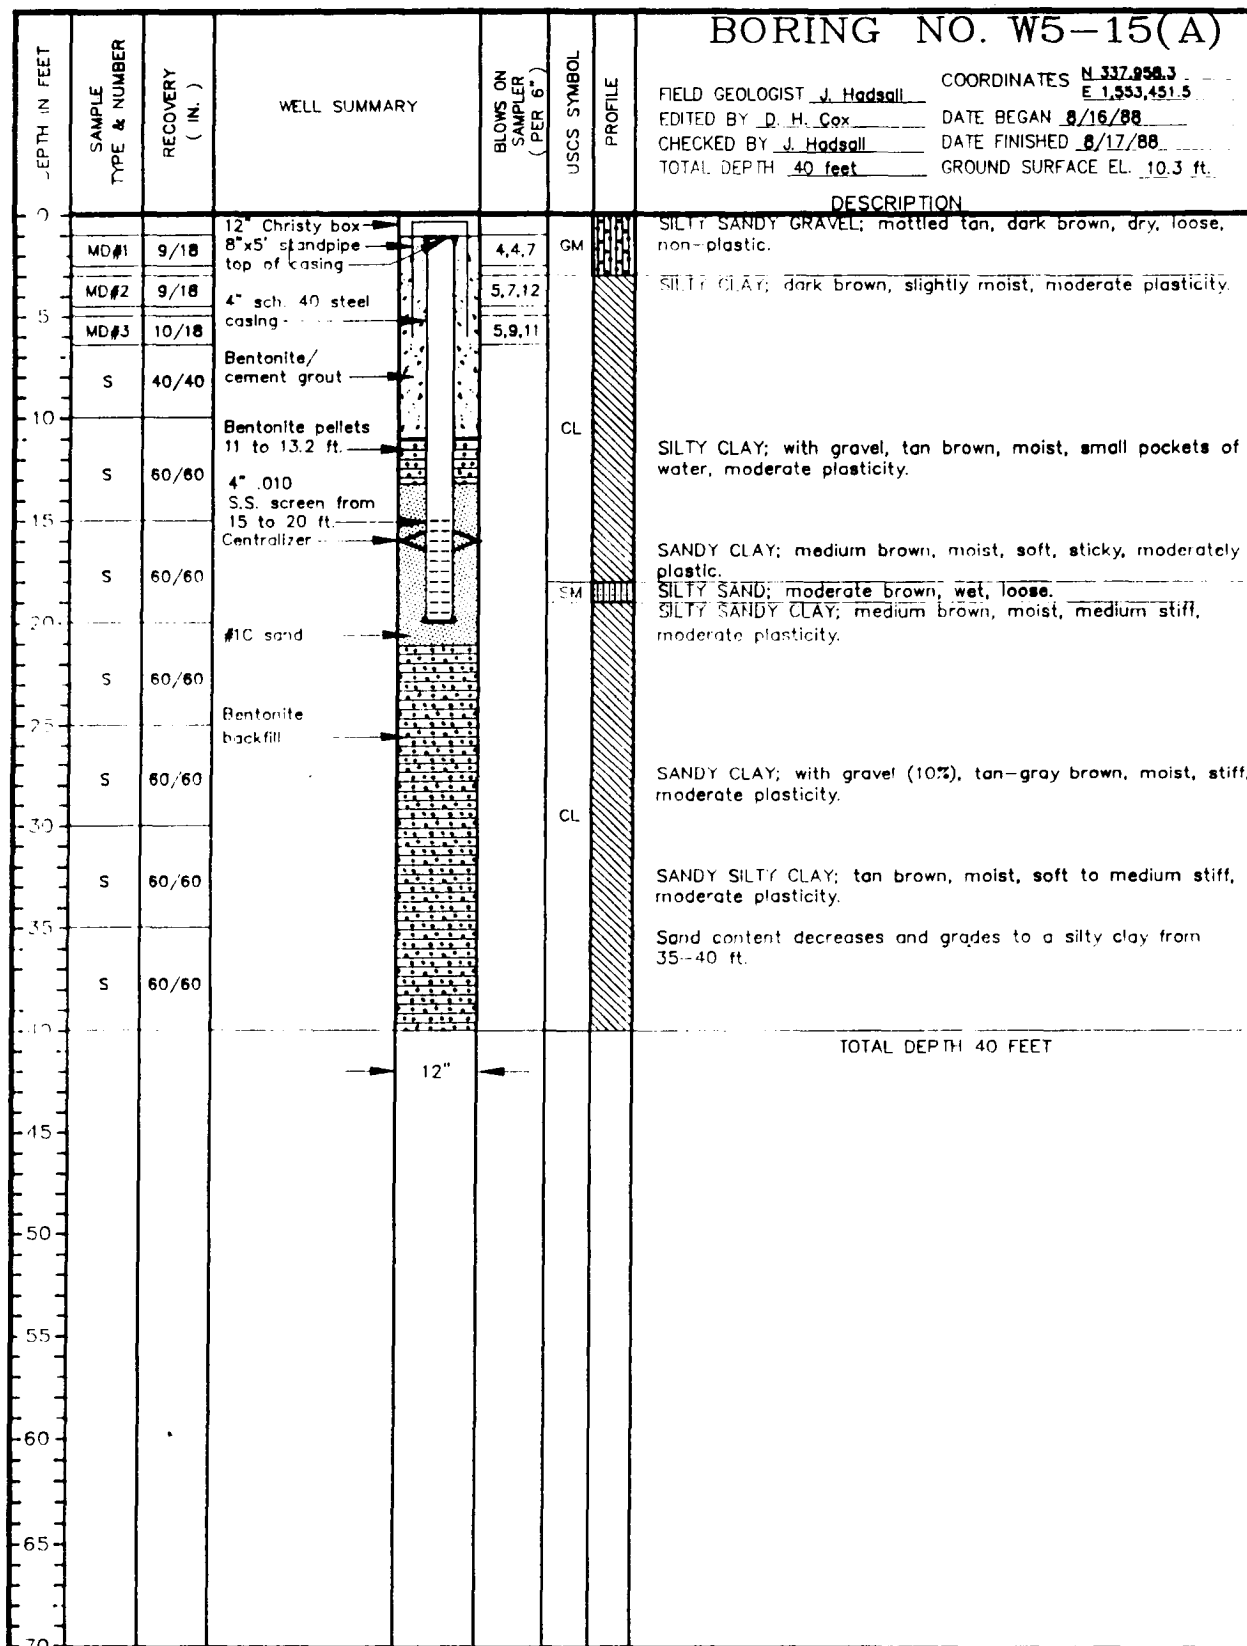 BORING NO. W5-15(A)
FIELD GEOLOGIST J. Hadsall
EDITED BY D. H. Cox
CHECKED BY J. Hadsall
TOTAL DEPTH 40 feet
COORDINATES N 337,958.3
E 1,553,451.5
DATE BEGAN 8/16/88
DATE FINISHED 8/17/88
GROUND SURFACE EL. 10.3 ft.
IN FEET
SAMPLE
TYPE & NUMBER
RECOVERY
( IN. )
WELL SUMMARY
BLOWS ON
SAMPLER
( PER 6" )
USCS SYMBOL
PROFILE
DESCRIPTION
0
5
10
15
20
25
30
35
40
45
50
55
60
65
70
MD#1 9/18
MD#2 9/18
MD#3 10/18
S 40/40
S 60/60
S 60/60
S 60/60
S 60/60
S 60/60
S 60/60
12" Christy box
8"x5' standpipe
top of casing
4" sch. 40 steel
casing
Bentonite/
cement grout
Bentonite pellets
11 to 13.2 ft.
4" .010
S.S. screen from
15 to 20 ft.
Centralizer
#1C sand
Bentonite
backfill
12"
4,4,7
5,7,12
5,9,11
GM
CL
SM
CL
SILTY SANDY GRAVEL; mottled tan, dark brown, dry, loose,
non-plastic.
SILTY CLAY; dark brown, slightly moist, moderate plasticity.
SILTY CLAY; with gravel, tan brown, moist, small pockets of
water, moderate plasticity.
SANDY CLAY; medium brown, moist, soft, sticky, moderately
plastic.
SILTY SAND; moderate brown, wet, loose.
SILTY SANDY CLAY; medium brown, moist, medium stiff,
moderate plasticity.
SANDY CLAY; with gravel (10%), tan-gray brown, moist, stiff,
moderate plasticity.
SANDY SILTY CLAY; tan brown, moist, soft to medium stiff,
moderate plasticity.
Sand content decreases and grades to a silty clay from
35-40 ft.
TOTAL DEPTH 40 FEET